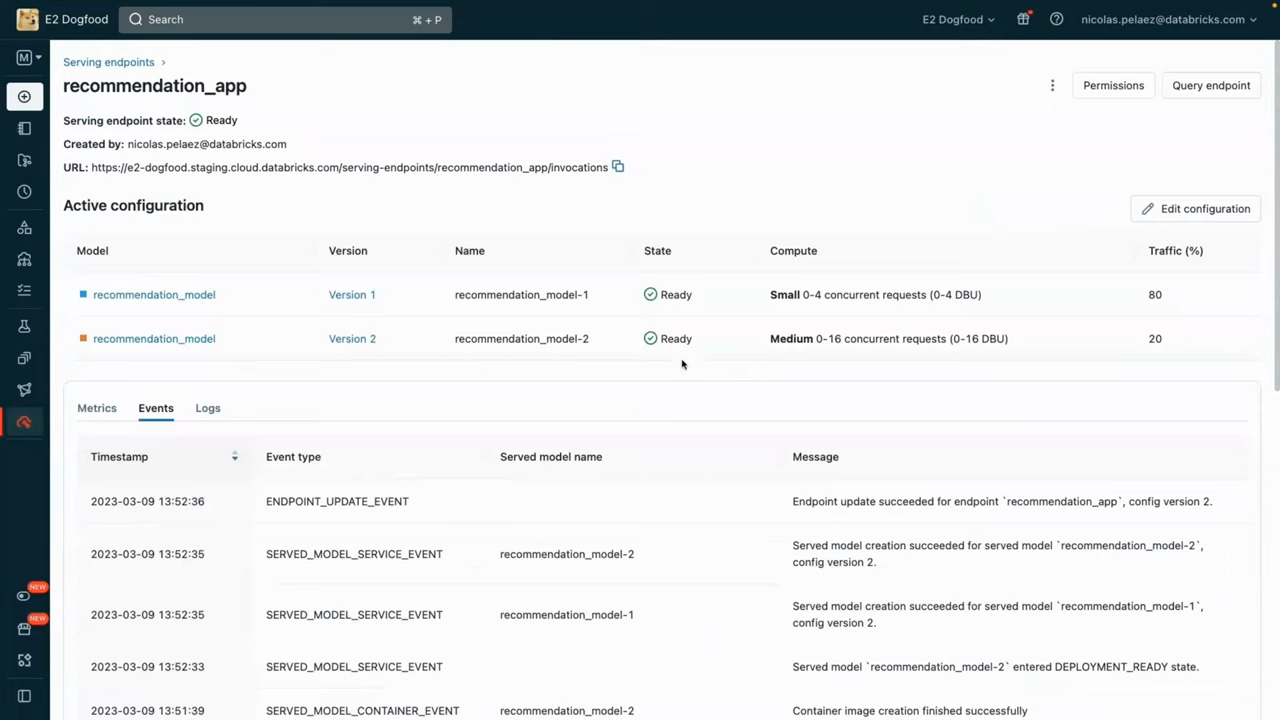 E2 Dogfood
Search
⌘ + P
E2 Dogfood
nicolas.pelaez@databricks.com
M
Serving endpoints ›
recommendation_app
Permissions
Query endpoint
Serving endpoint state: Ready
Created by: nicolas.pelaez@databricks.com
URL: https://e2-dogfood.staging.cloud.databricks.com/serving-endpoints/recommendation_app/invocations
Active configuration
Edit configuration
Model Version Name State Compute Traffic (%)
recommendation_model Version 1 recommendation_model-1 Ready Small 0-4 concurrent requests (0-4 DBU) 80
recommendation_model Version 2 recommendation_model-2 Ready Medium 0-16 concurrent requests (0-16 DBU) 20
Metrics Events Logs
Timestamp Event type Served model name Message
2023-03-09 13:52:36 ENDPOINT_UPDATE_EVENT Endpoint update succeeded for endpoint `recommendation_app`, config version 2.
2023-03-09 13:52:35 SERVED_MODEL_SERVICE_EVENT recommendation_model-2 Served model creation succeeded for served model `recommendation_model-2`,
config version 2.
NEW
2023-03-09 13:52:35 SERVED_MODEL_SERVICE_EVENT recommendation_model-1 Served model creation succeeded for served model `recommendation_model-1`,
config version 2.
NEW
2023-03-09 13:52:33 SERVED_MODEL_SERVICE_EVENT Served model `recommendation_model-2` entered DEPLOYMENT_READY state.
2023-03-09 13:51:39 SERVED_MODEL_CONTAINER_EVENT recommendation_model-2 Container image creation finished successfully